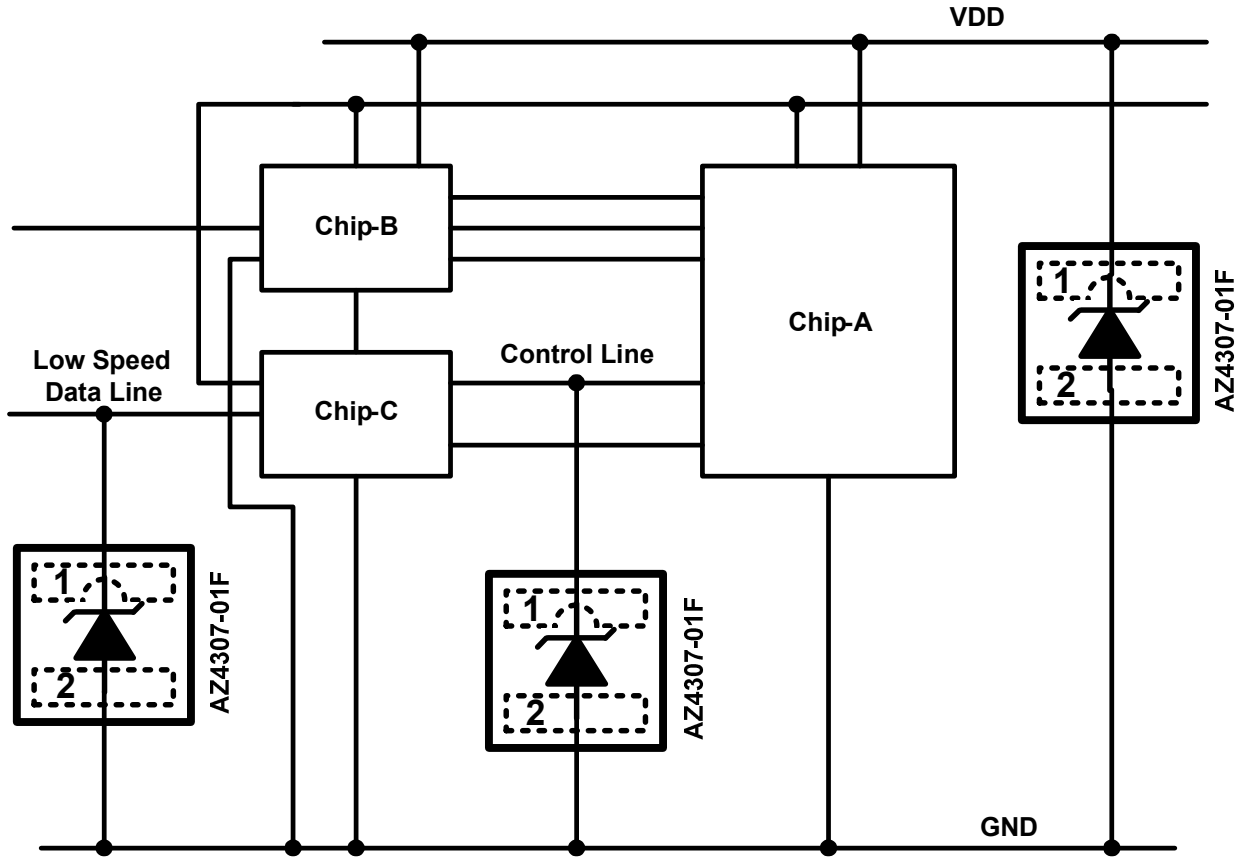 VDD
Chip-B
Chip-A
1
2
AZ4307-01F
Control Line
Low Speed
Data Line
Chip-C
1
2
AZ4307-01F
1
2
AZ4307-01F
GND